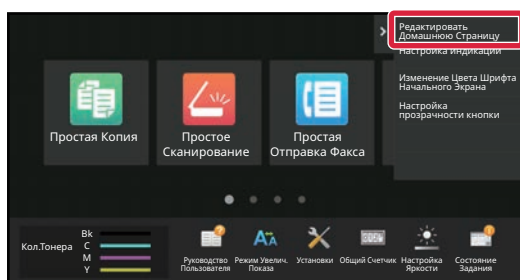 Редактировать
Домашнюю Страницу
Настройка индикации
Изменение Цвета Шрифта
Начального Экрана
Настройка
прозрачности кнопки
Простая Копия
Простое
Сканирование
Простая
Отправка Факса
Кол.Тонера
Bk
C
M
Y
Руководство
Пользователя
Режим Увелич.
Показа
Установки
Общий Счетчик
Настройка
Яркости
Состояние
Задания